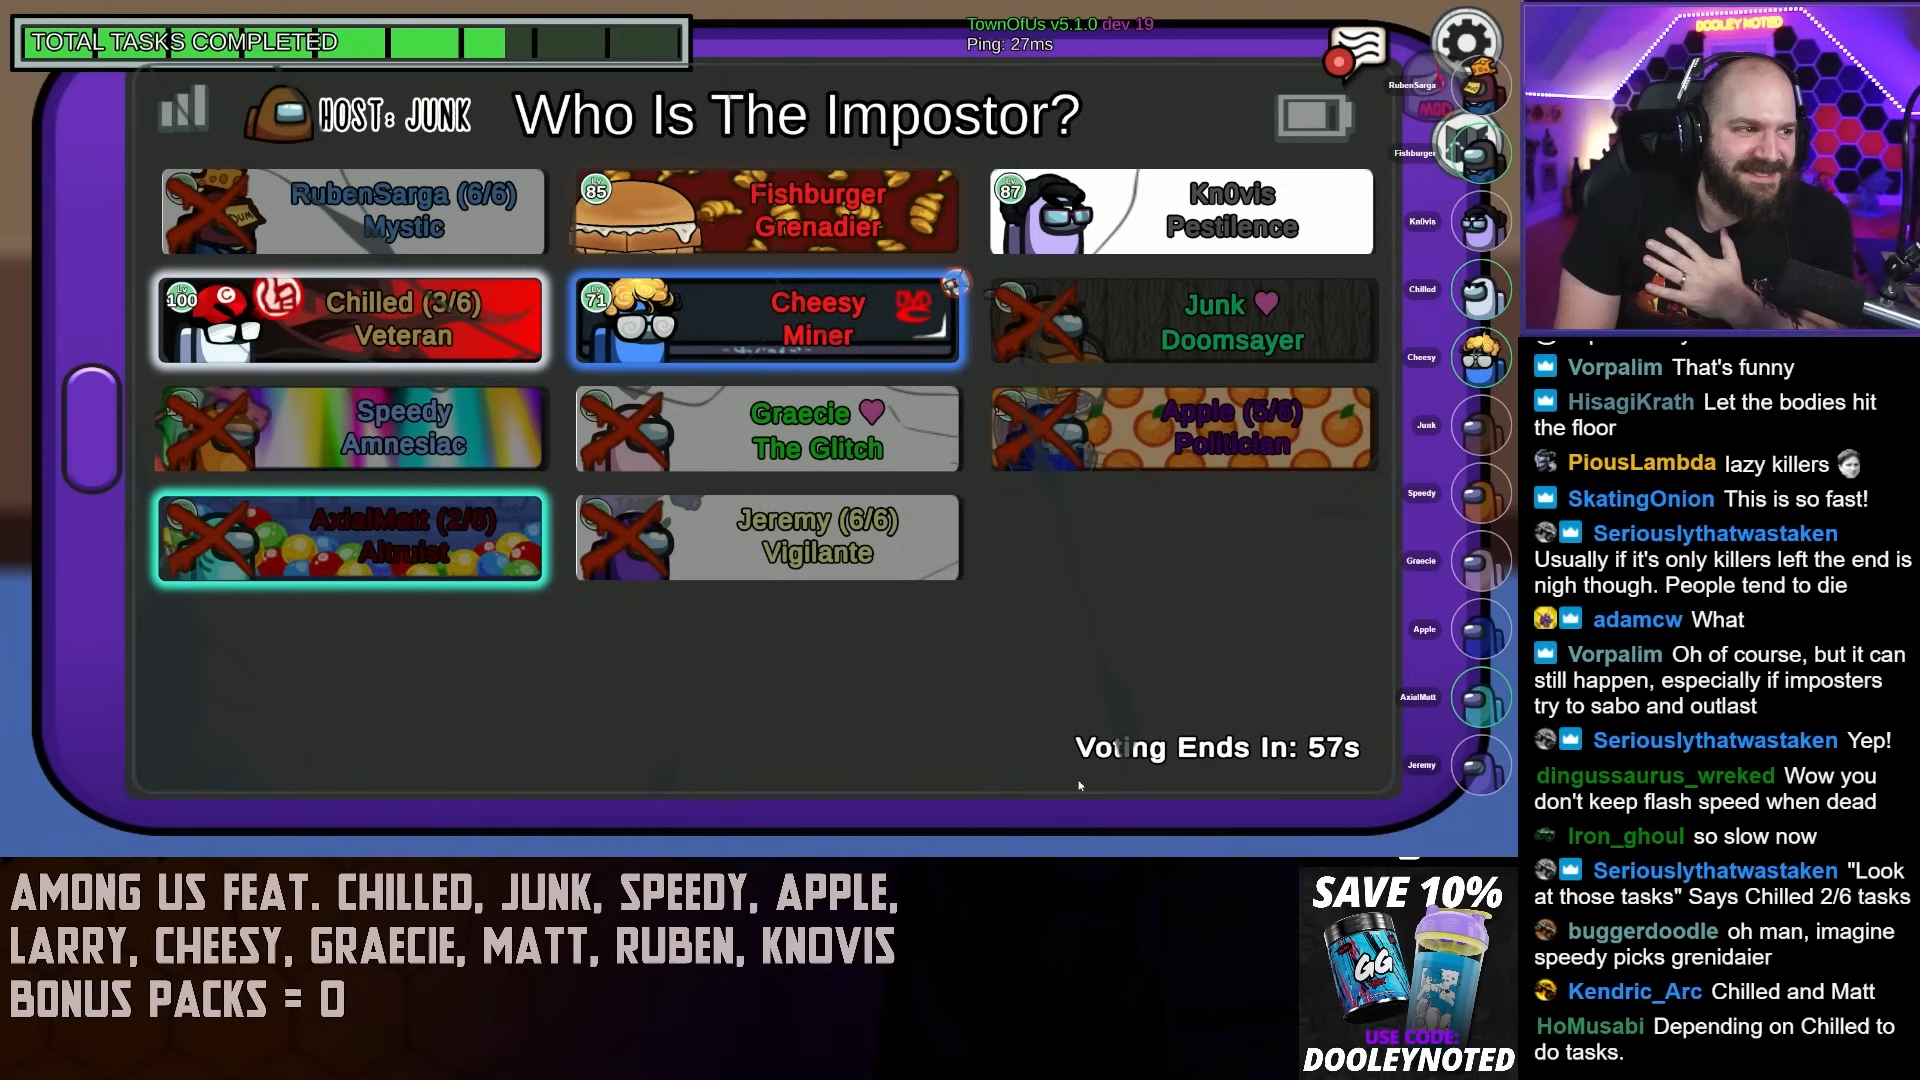 TOTAL TASKS COMPLETED
TownOfUs v5.1.0 dev 19
Ping: 27ms
HOST: JUNK
Who Is The Impostor?
RubenSarga (6/6)
Mystic
Lv 85
Fishburger
Grenadier
Lv 87
Kn0vis
Pestilence
Lv 100
Chilled (3/6)
Veteran
Lv 71
Cheesy
Miner
DVD
Junk
Doomsayer
Speedy
Amnesiac
Graecie
The Glitch
Apple (5/6)
Politician
AxialMatt (2/6)
Altruist
Jeremy (6/6)
Vigilante
Voting Ends In: 57s
RubenSarga
MOD
Fishburger
Kn0vis
Chilled
Cheesy
Junk
Speedy
Graecie
Apple
AxialMatt
Jeremy
DOOLEY NOTED
Vorpalim That's funny
HisagiKrath Let the bodies hit
the floor
PiousLambda lazy killers
SkatingOnion This is so fast!
Seriouslythatwastaken
Usually if it's only killers left the end is
nigh though. People tend to die
adamcw What
Vorpalim Oh of course, but it can
still happen, especially if imposters
try to sabo and outlast
Seriouslythatwastaken Yep!
dingussaurus_wreked Wow you
don't keep flash speed when dead
Iron_ghoul so slow now
Seriouslythatwastaken "Look
at those tasks" Says Chilled 2/6 tasks
buggerdoodle oh man, imagine
speedy picks grenidaier
Kendric_Arc Chilled and Matt
HoMusabi Depending on Chilled to
do tasks.
AMONG US FEAT. CHILLED, JUNK, SPEEDY, APPLE,
LARRY, CHEESY, GRAECIE, MATT, RUBEN, KNOVIS
BONUS PACKS = 0
SAVE 10%
GG
USE CODE:
DOOLEYNOTED